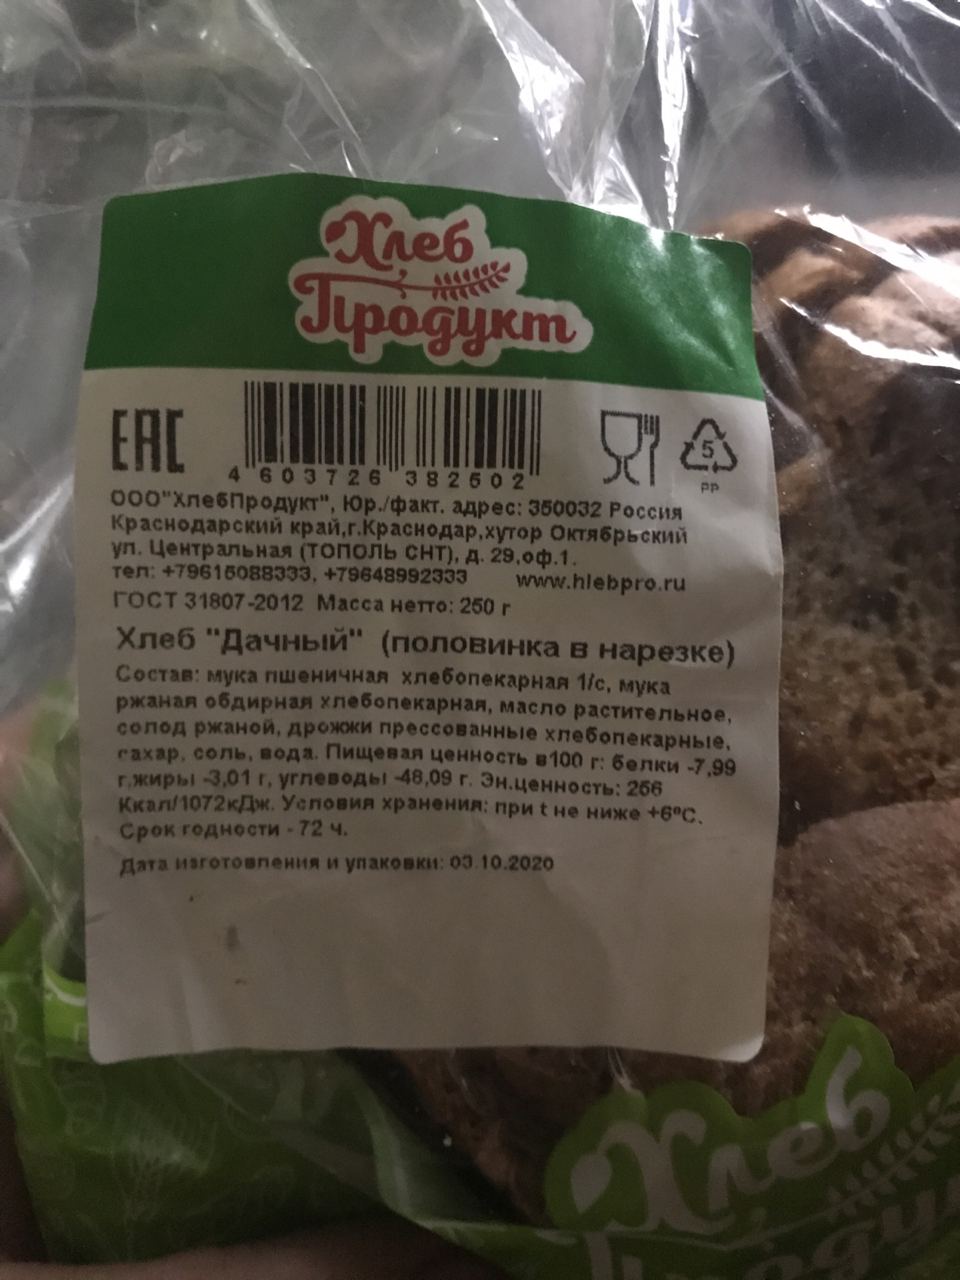 Хлеб
Продукт
ЕАС
4 603726 382502
5
PP
ООО"ХлебПродукт", Юр./факт. адрес: 350032 Россия
Краснодарский край,г.Краснодар,хутор Октябрьский
ул. Центральная (ТОПОЛЬ СНТ), д. 29,оф.1.
тел: +79615088333, +79648992333 www.hlebpro.ru
ГОСТ 31807-2012 Масса нетто: 250 г
Хлеб "Дачный" (половинка в нарезке)
Состав: мука пшеничная хлебопекарная 1/с, мука
ржаная обдирная хлебопекарная, масло растительное,
солод ржаной, дрожжи прессованные хлебопекарные,
сахар, соль, вода. Пищевая ценность в100 г: белки -7,99
г,жиры -3,01 г, углеводы -48,09 г. Эн.ценность: 256
Ккал/1072кДж. Условия хранения: при t не ниже +6°С.
Срок годности - 72 ч.
Дата изготовления и упаковки: 03.10.2020
Хлеб